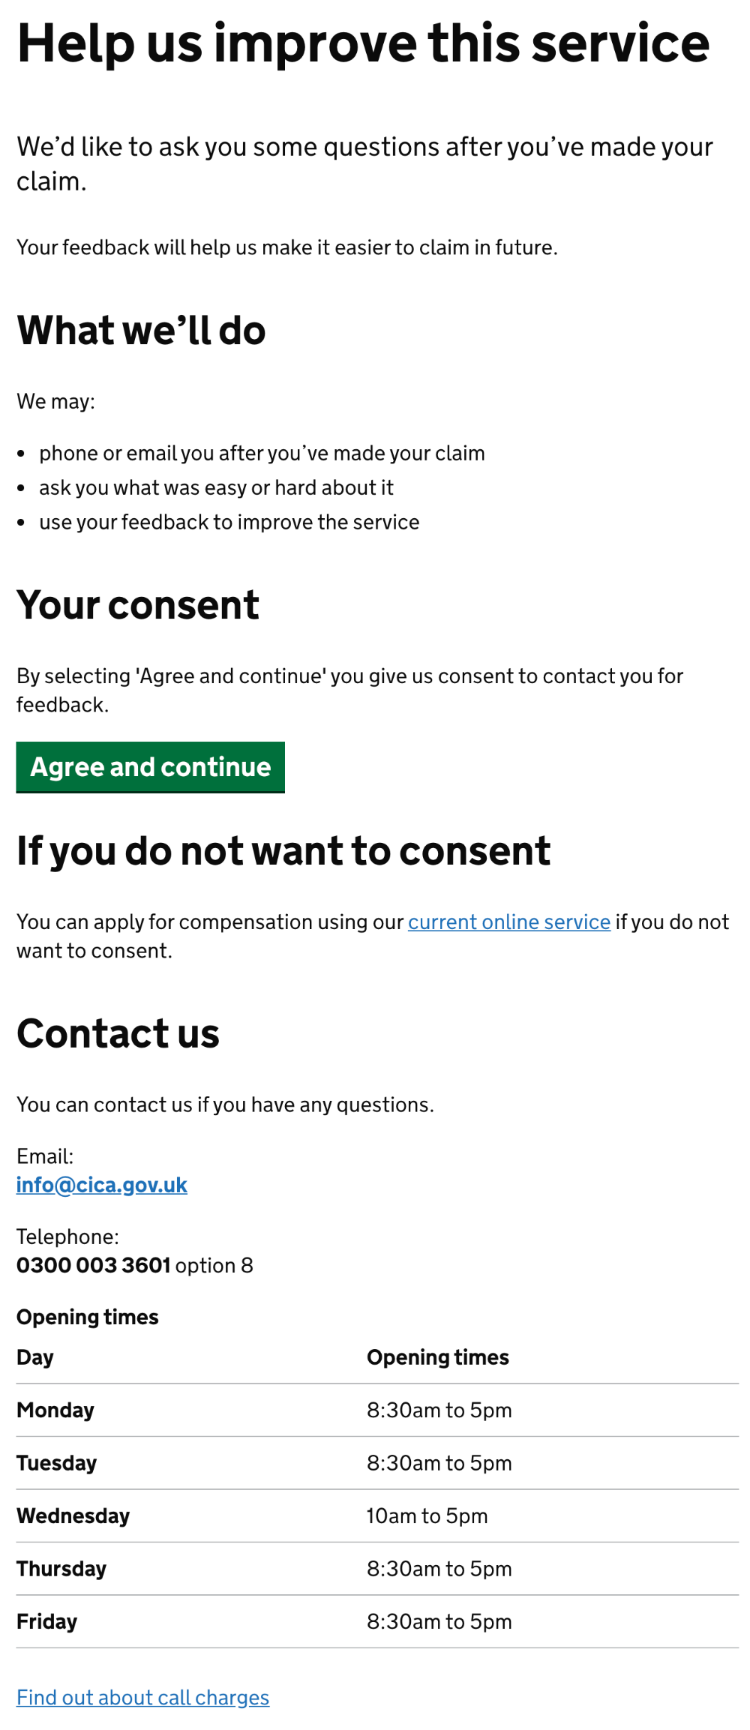 Help us improve this service
We’d like to ask you some questions after you’ve made your
claim.
Your feedback will help us make it easier to claim in future.
What we’ll do
We may:
• phone or email you after you’ve made your claim
• ask you what was easy or hard about it
• use your feedback to improve the service
Your consent
By selecting 'Agree and continue' you give us consent to contact you for
feedback.
Agree and continue
If you do not want to consent
You can apply for compensation using our current online service if you do not
want to consent.
Contact us
You can contact us if you have any questions.
Email:
info@cica.gov.uk
Telephone:
0300 003 3601 option 8
Opening times
Day Opening times
Monday 8:30am to 5pm
Tuesday 8:30am to 5pm
Wednesday 10am to 5pm
Thursday 8:30am to 5pm
Friday 8:30am to 5pm
Find out about call charges